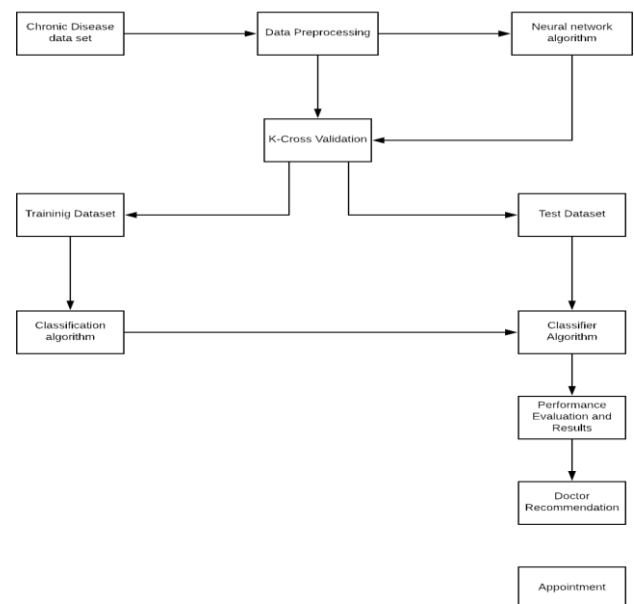 Chronic Disease
data set
Data Preprocessing
Neural network
algorithm
K-Cross Validation
Traininig Dataset
Test Dataset
Classification
algorithm
Classifier
Algorithm
Performance
Evaluation and
Results
Doctor
Recommendation
Appointment